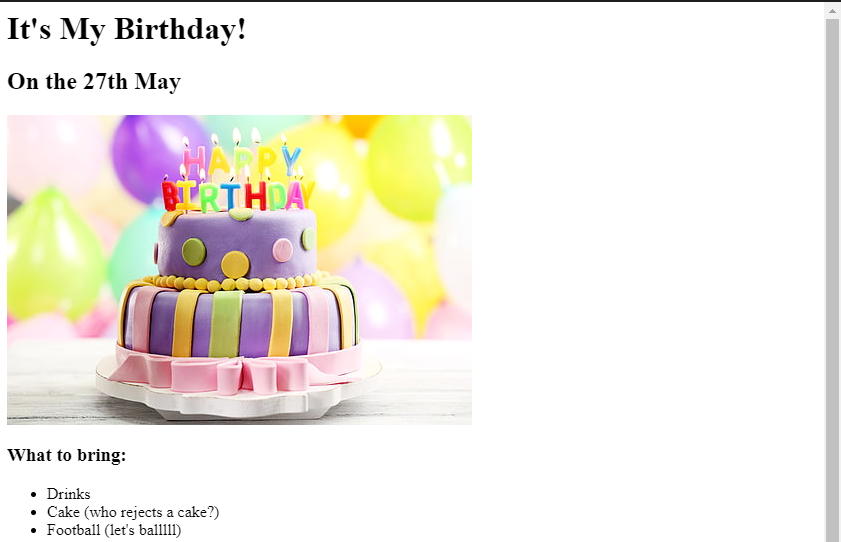 It's My Birthday!
On the 27th May
HAPPY
BIRTHDAY
What to bring:
Drinks
Cake (who rejects a cake?)
Football (let's balllll)